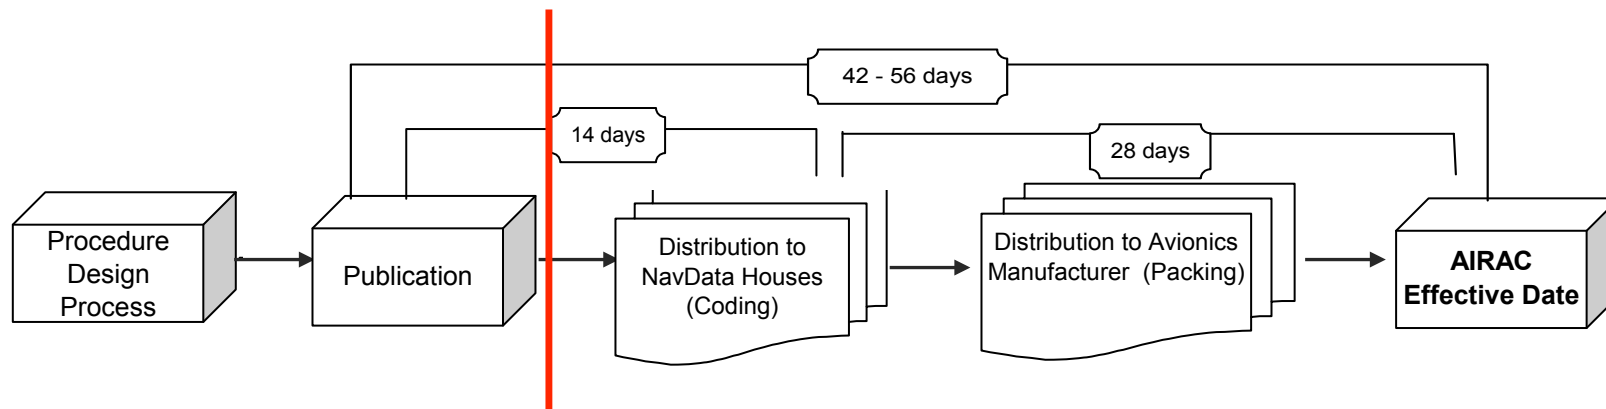 42 - 56 days
14 days
28 days
Procedure
Design
Process
Publication
Distribution to
NavData Houses
(Coding)
Distribution to Avionics
Manufacturer (Packing)
AIRAC
Effective Date